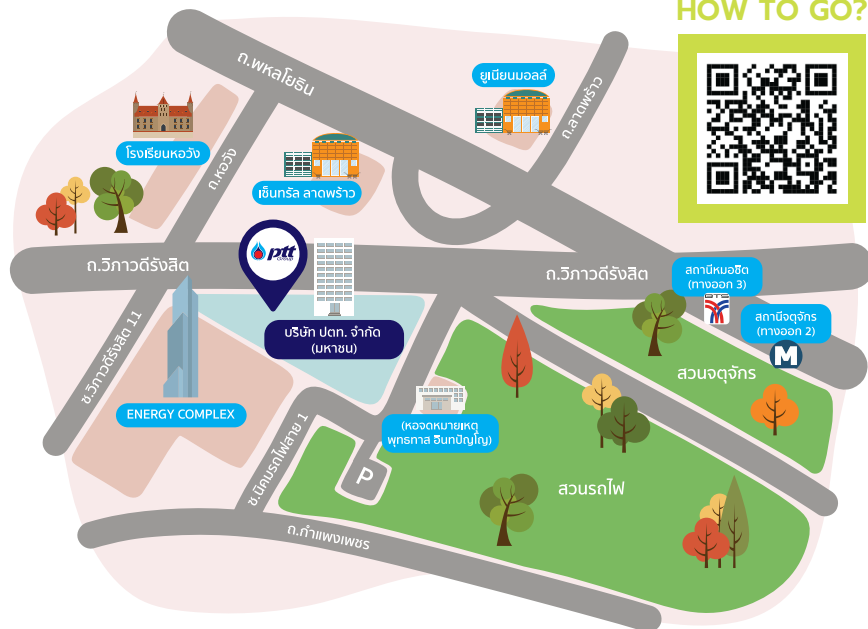 HOW TO GO?
ถ.พหลโยธิน
ยูเนียนมอลล์
ถ.ลาดพร้าว
โรงเรียนหอวัง
ถ.หอวัง
เซ็นทรัล ลาดพร้าว
ptt
GROUP
ถ.วิภาวดีรังสิต
ถ.วิภาวดีรังสิต
สถานีหมอชิต
(ทางออก 3)
BTS
สถานีจตุจักร
(ทางออก 2)
M
บริษัท ปตท. จำกัด
(มหาชน)
ซ.วิภาวดีรังสิต 11
สวนจตุจักร
ENERGY COMPLEX
(หอจดหมายเหตุ
พุทธทาส อินทปัญโญ)
ซ.นิคมรถไฟสาย 1
P
สวนรถไฟ
ถ.กำแพงเพชร